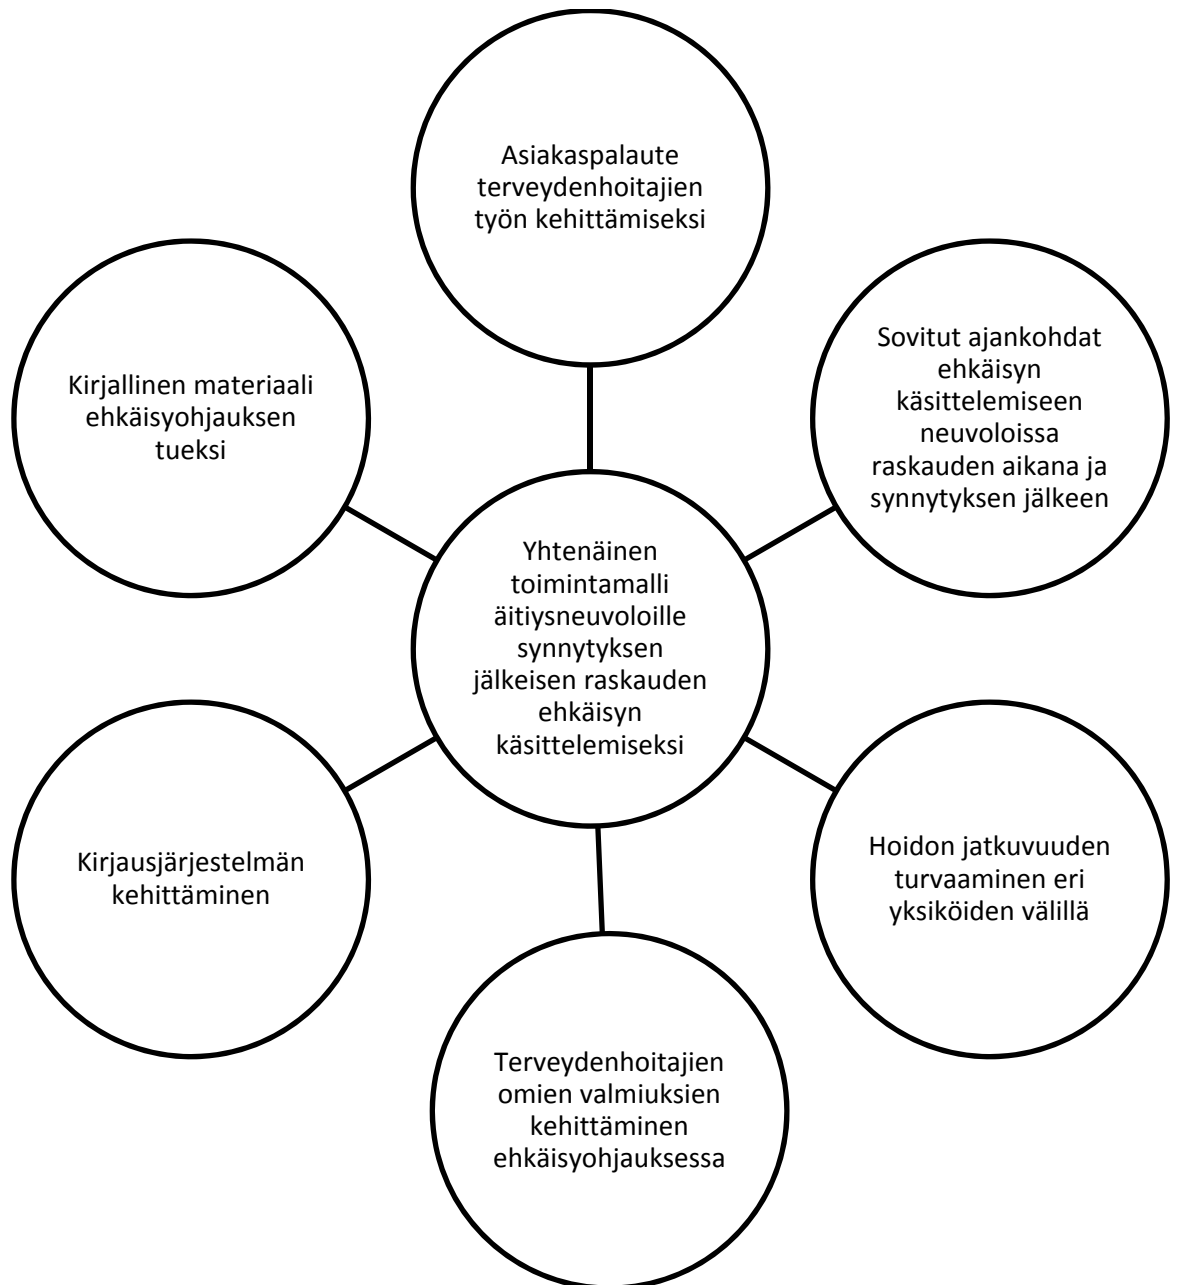 Asiakaspalaute
terveydenhoitajien
työn kehittämiseksi
Sovitut ajankohdat
ehkäisyn
käsittelemiseen
neuvoloissa
raskauden aikana ja
synnytyksen jälkeen
Kirjallinen materiaali
ehkäisyohjauksen
tueksi
Yhtenäinen
toimintamalli
äitiysneuvoloille
synnytyksen
jälkeisen raskauden
ehkäisyn
käsittelemiseksi
Hoidon jatkuvuuden
turvaaminen eri
yksiköiden välillä
Kirjausjärjestelmän
kehittäminen
Terveydenhoitajien
omien valmiuksien
kehittäminen
ehkäisyohjauksessa